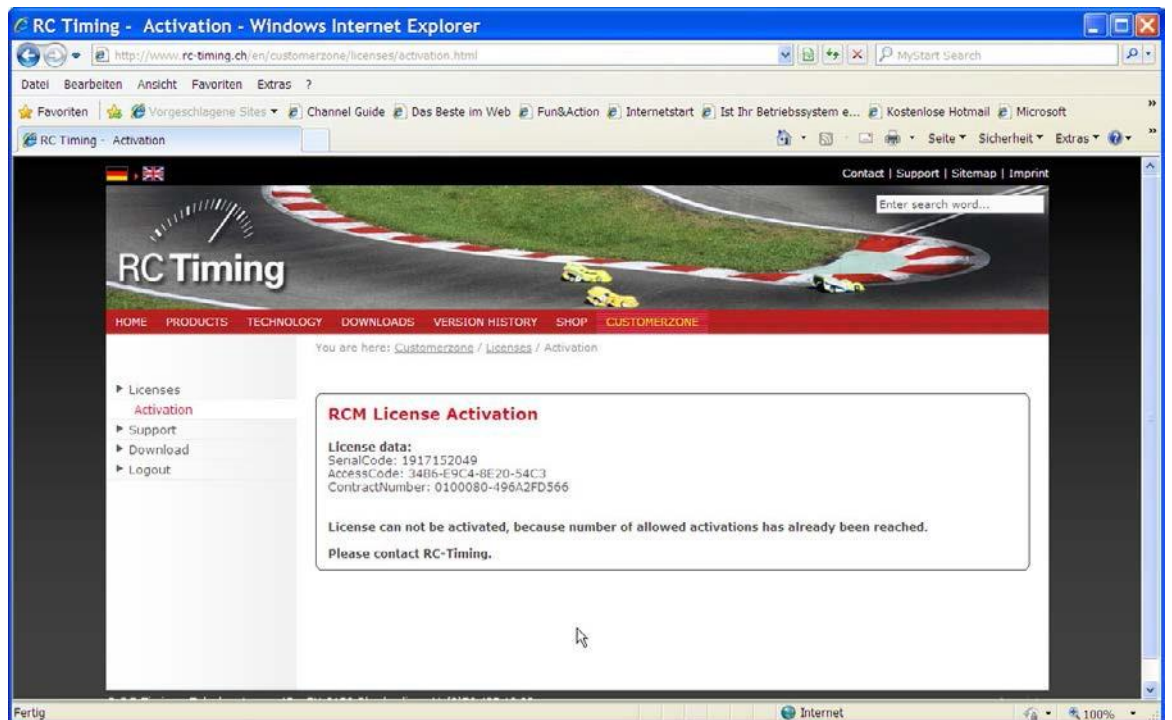 RC Timing - Activation - Windows Internet Explorer
http://www.rc-timing.ch/en/customerzone/licenses/activation.html
MyStart Search
Datei Bearbeiten Ansicht Favoriten Extras ?
Favoriten Vorgeschlagene Sites Channel Guide Das Beste im Web Fun&Action Internetstart Ist Ihr Betriebssystem e... Kostenlose Hotmail Microsoft
RC Timing - Activation
Seite Sicherheit Extras
Contact | Support | Sitemap | Imprint
Enter search word...
RC Timing
HOME PRODUCTS TECHNOLOGY DOWNLOADS VERSION HISTORY SHOP CUSTOMERZONE
You are here: Customerzone / Licenses / Activation
Licenses
Activation
Support
Download
Logout
RCM License Activation
License data:
SerialCode: 1917152049
AccessCode: 34B6-E9C4-8E20-54C3
ContractNumber: 0100080-496A2FD566
License can not be activated, because number of allowed activations has already been reached.
Please contact RC-Timing.
Fertig
Internet
100%